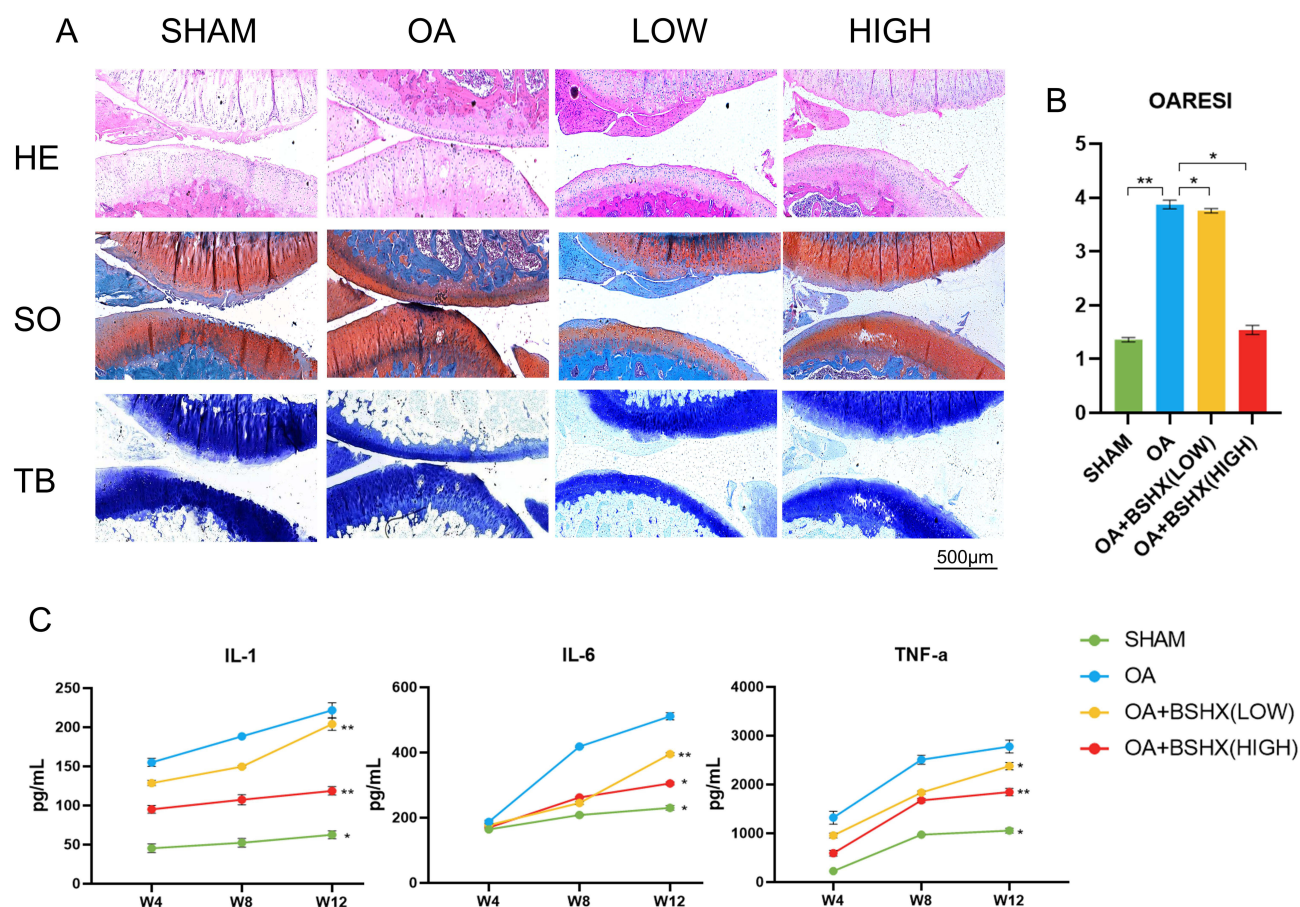 A
SHAM
OA
LOW
HIGH
HE
SO
TB
500μm
B
OARESI
5
4
3
2
1
0
**
*
*
SHAM
OA
OA+BSHX(LOW)
OA+BSHX(HIGH)
C
IL-1
pg/mL
250
200
150
100
50
0
W4 W8 W12
**
**
*
IL-6
pg/mL
600
400
200
0
W4 W8 W12
**
*
*
TNF-a
pg/mL
4000
3000
2000
1000
0
W4 W8 W12
*
**
*
SHAM
OA
OA+BSHX(LOW)
OA+BSHX(HIGH)